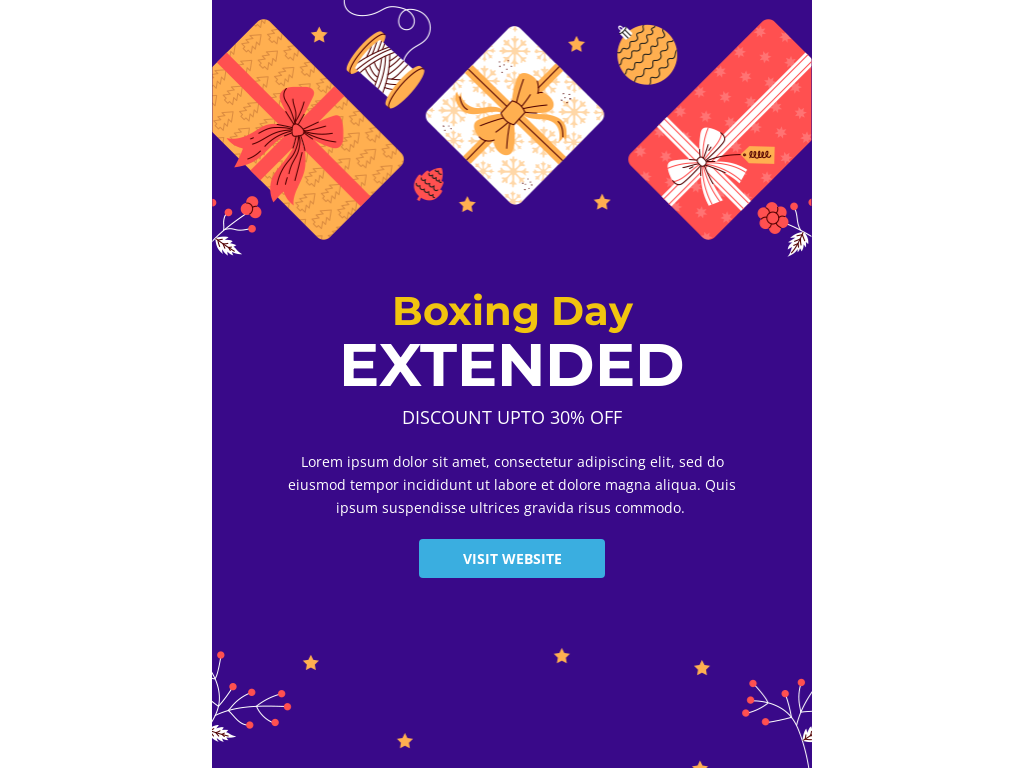 Boxing Day
EXTENDED
DISCOUNT UPTO 30% OFF
Lorem ipsum dolor sit amet, consectetur adipiscing elit, sed do
eiusmod tempor incididunt ut labore et dolore magna aliqua. Quis
ipsum suspendisse ultrices gravida risus commodo.
VISIT WEBSITE